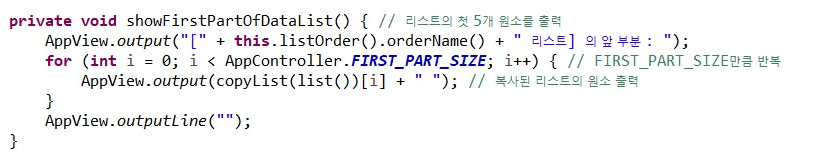 private void showFirstPartOfDataList() { // 리스트의 첫 5개 원소를 출력
    AppView.output("[" + this.listOrder().orderName() + " 리스트] 의 앞 부분 : ");
    for (int i = 0; i < AppController.FIRST_PART_SIZE; i++) { // FIRST_PART_SIZE만큼 반복
        AppView.output(copyList(list())[i] + " "); // 복사된 리스트의 원소 출력
    }
    AppView.outputLine("");
}